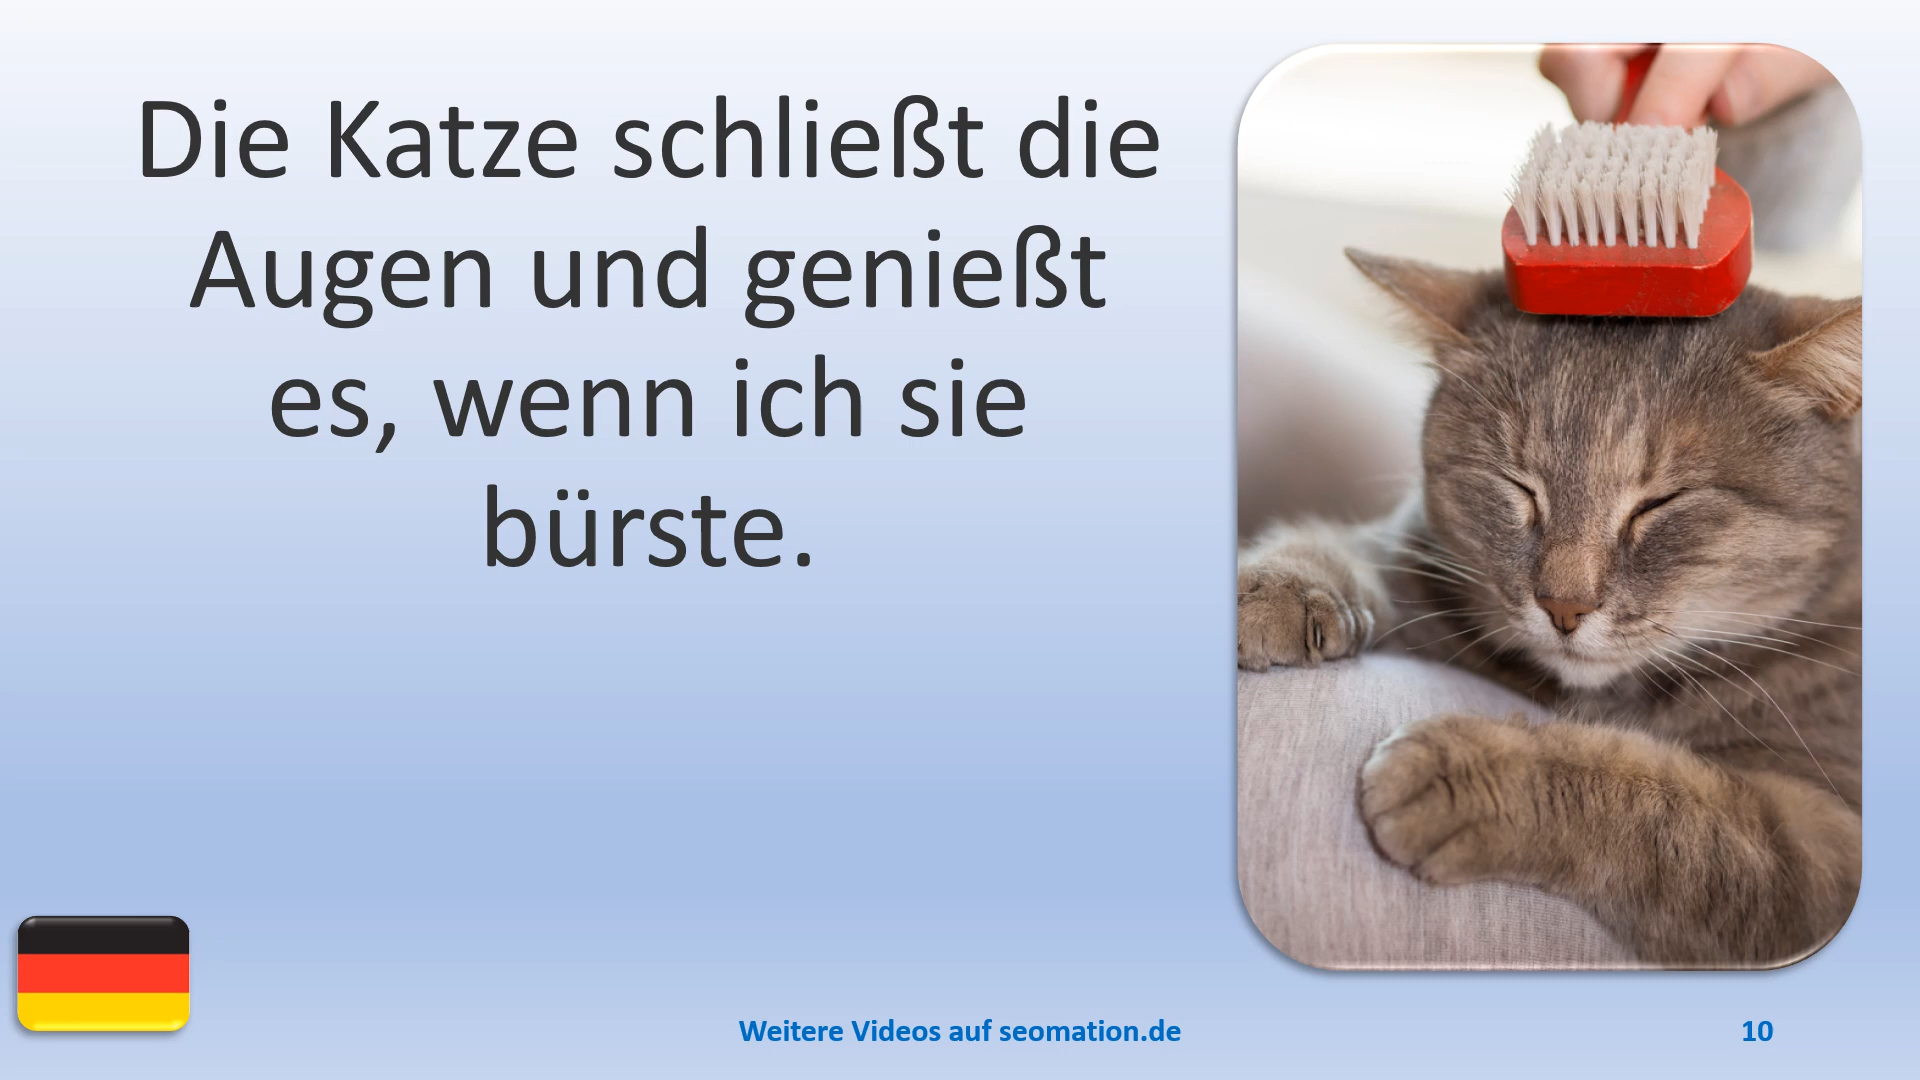 Die Katze schließt die
Augen und genießt
es, wenn ich sie
bürste.
Weitere Videos auf seomation.de
10